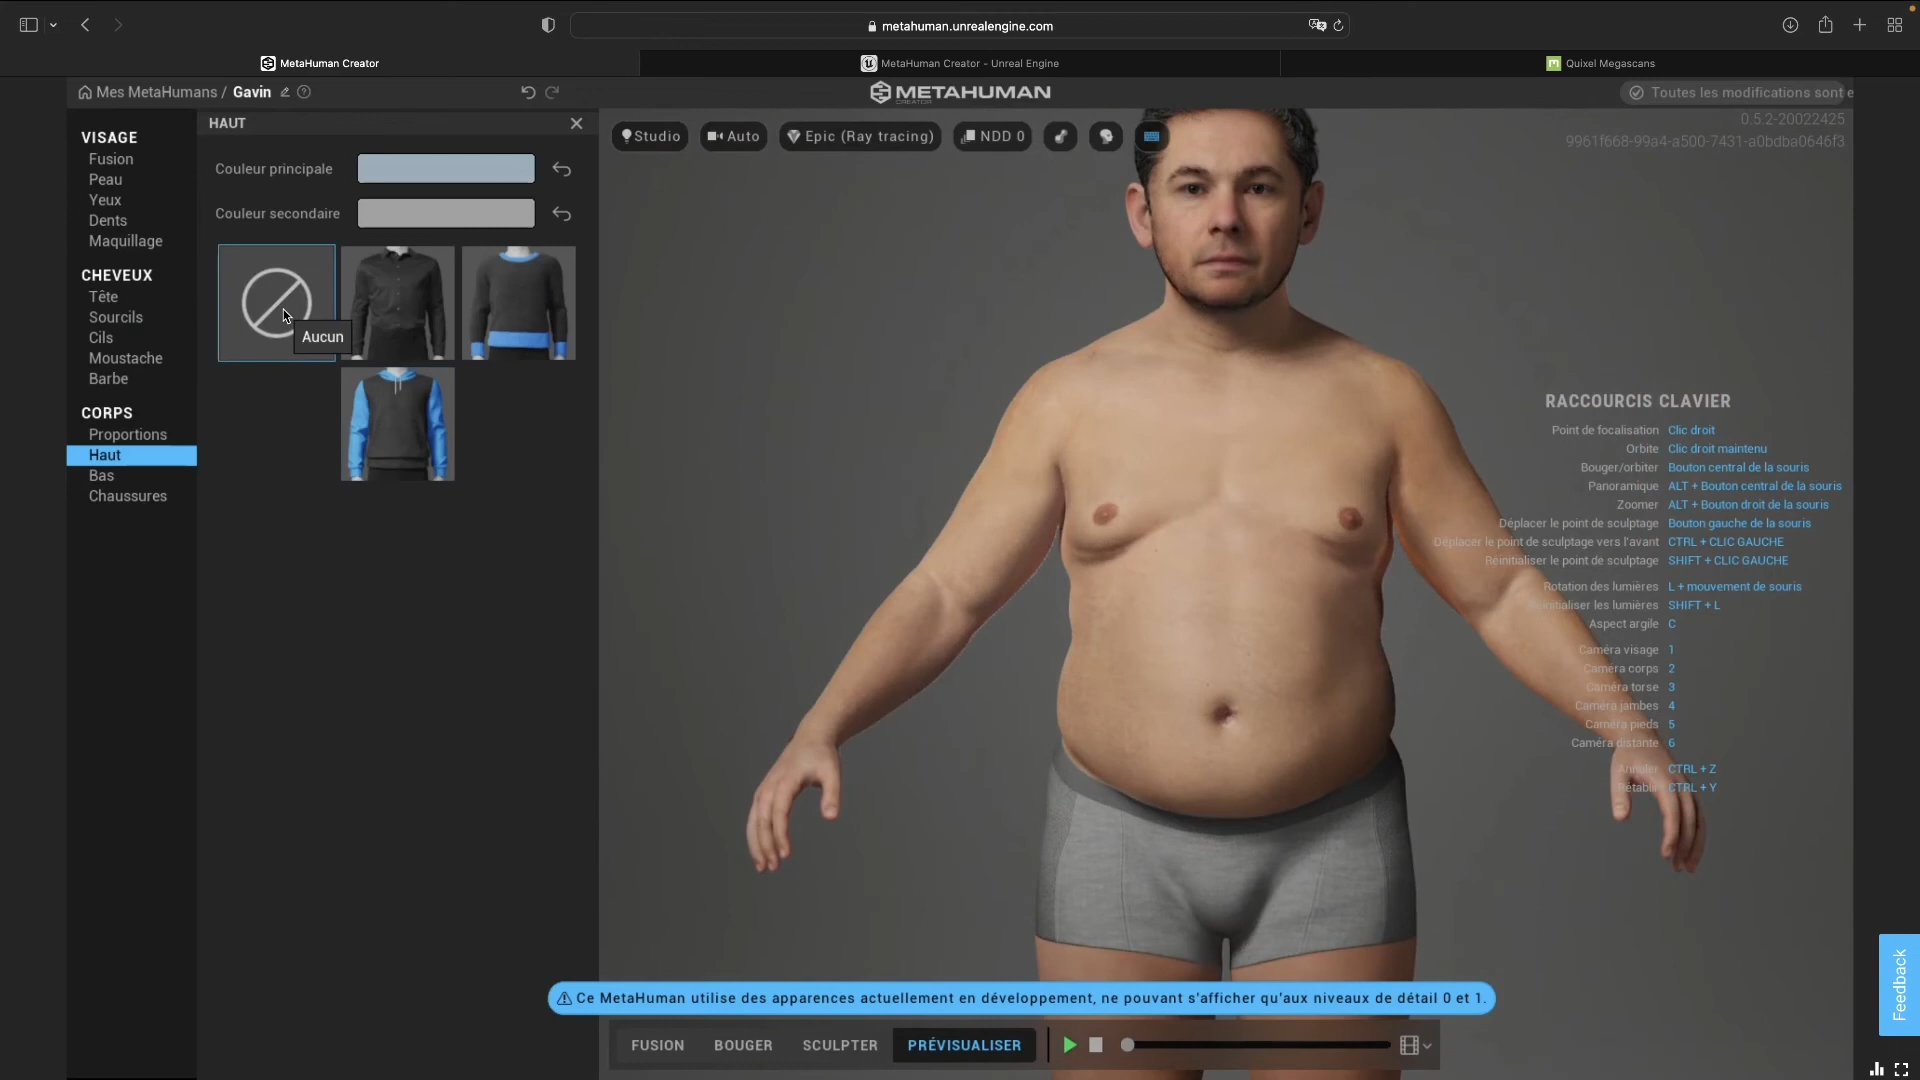 metahuman.unrealengine.com
MetaHuman Creator
MetaHuman Creator - Unreal Engine
Quixel Megascans
Mes MetaHumans / Gavin
METAHUMAN
CREATOR
Toutes les modifications sont e
0.5.2-20022425
9961f668-99a4-a500-7431-a0bdba0646f3
VISAGE
Fusion
Peau
Yeux
Dents
Maquillage
CHEVEUX
Tête
Sourcils
Cils
Moustache
Barbe
CORPS
Proportions
Haut
Bas
Chaussures
HAUT
Couleur principale
Couleur secondaire
Aucun
Studio
Auto
Epic (Ray tracing)
NDD 0
RACCOURCIS CLAVIER
Point de focalisation Clic droit
Orbite Clic droit maintenu
Bouger/orbiter Bouton central de la souris
Panoramique ALT + Bouton central de la souris
Zoomer ALT + Bouton droit de la souris
Déplacer le point de sculptage Bouton gauche de la souris
Déplacer le point de sculptage vers l'avant CTRL + CLIC GAUCHE
Réinitialiser le point de sculptage SHIFT + CLIC GAUCHE
Rotation des lumières L + mouvement de souris
Réinitialiser les lumières SHIFT + L
Aspect argile C
Caméra visage 1
Caméra corps 2
Caméra torse 3
Caméra jambes 4
Caméra pieds 5
Caméra distante 6
Annuler CTRL + Z
Rétablir CTRL + Y
Ce MetaHuman utilise des apparences actuellement en développement, ne pouvant s'afficher qu'aux niveaux de détail 0 et 1.
FUSION
BOUGER
SCULPTER
PRÉVISUALISER
Feedback